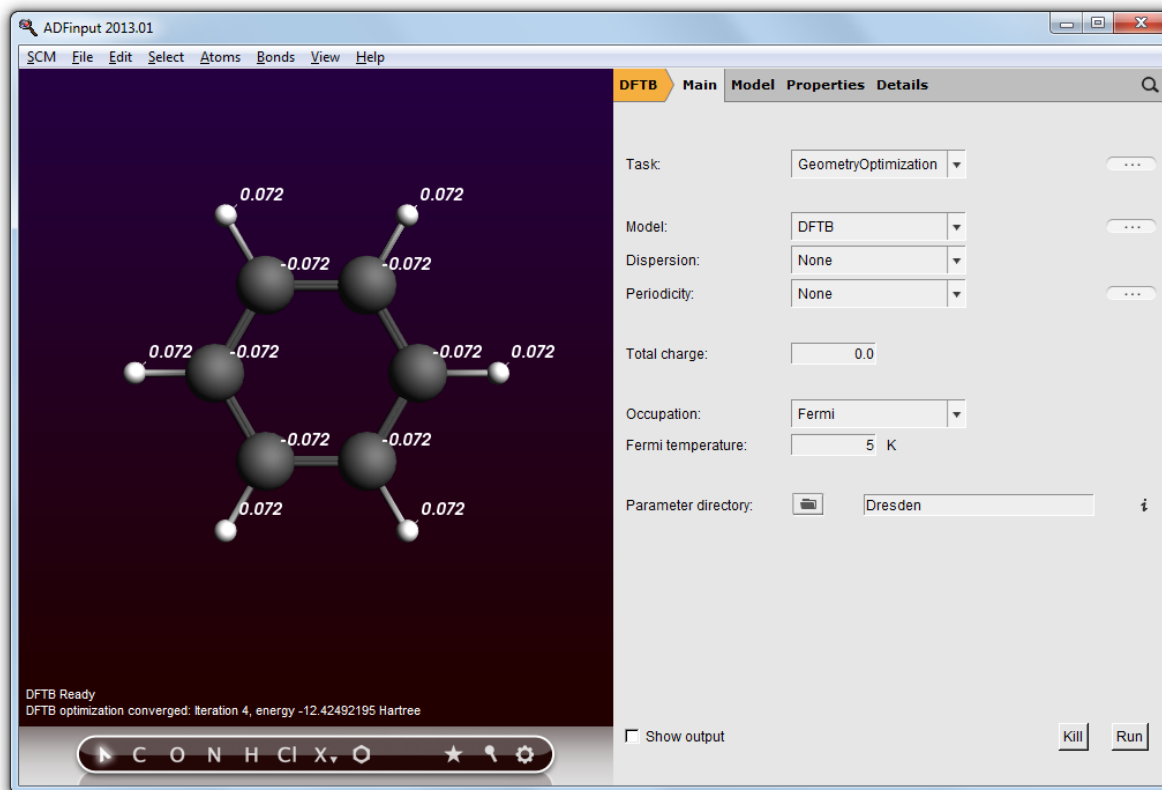 ADFinput 2013.01
SCM File Edit Select Atoms Bonds View Help
DFTB Main Model Properties Details
0.072 0.072
-0.072 -0.072
0.072 -0.072 -0.072 0.072
-0.072 -0.072
0.072 0.072
DFTB Ready
DFTB optimization converged: Iteration 4, energy -12.42492195 Hartree
C O N H Cl X
Task: GeometryOptimization ...
Model: DFTB ...
Dispersion: None
Periodicity: None ...
Total charge: 0.0
Occupation: Fermi
Fermi temperature: 5 K
Parameter directory: Dresden i
Show output Kill Run